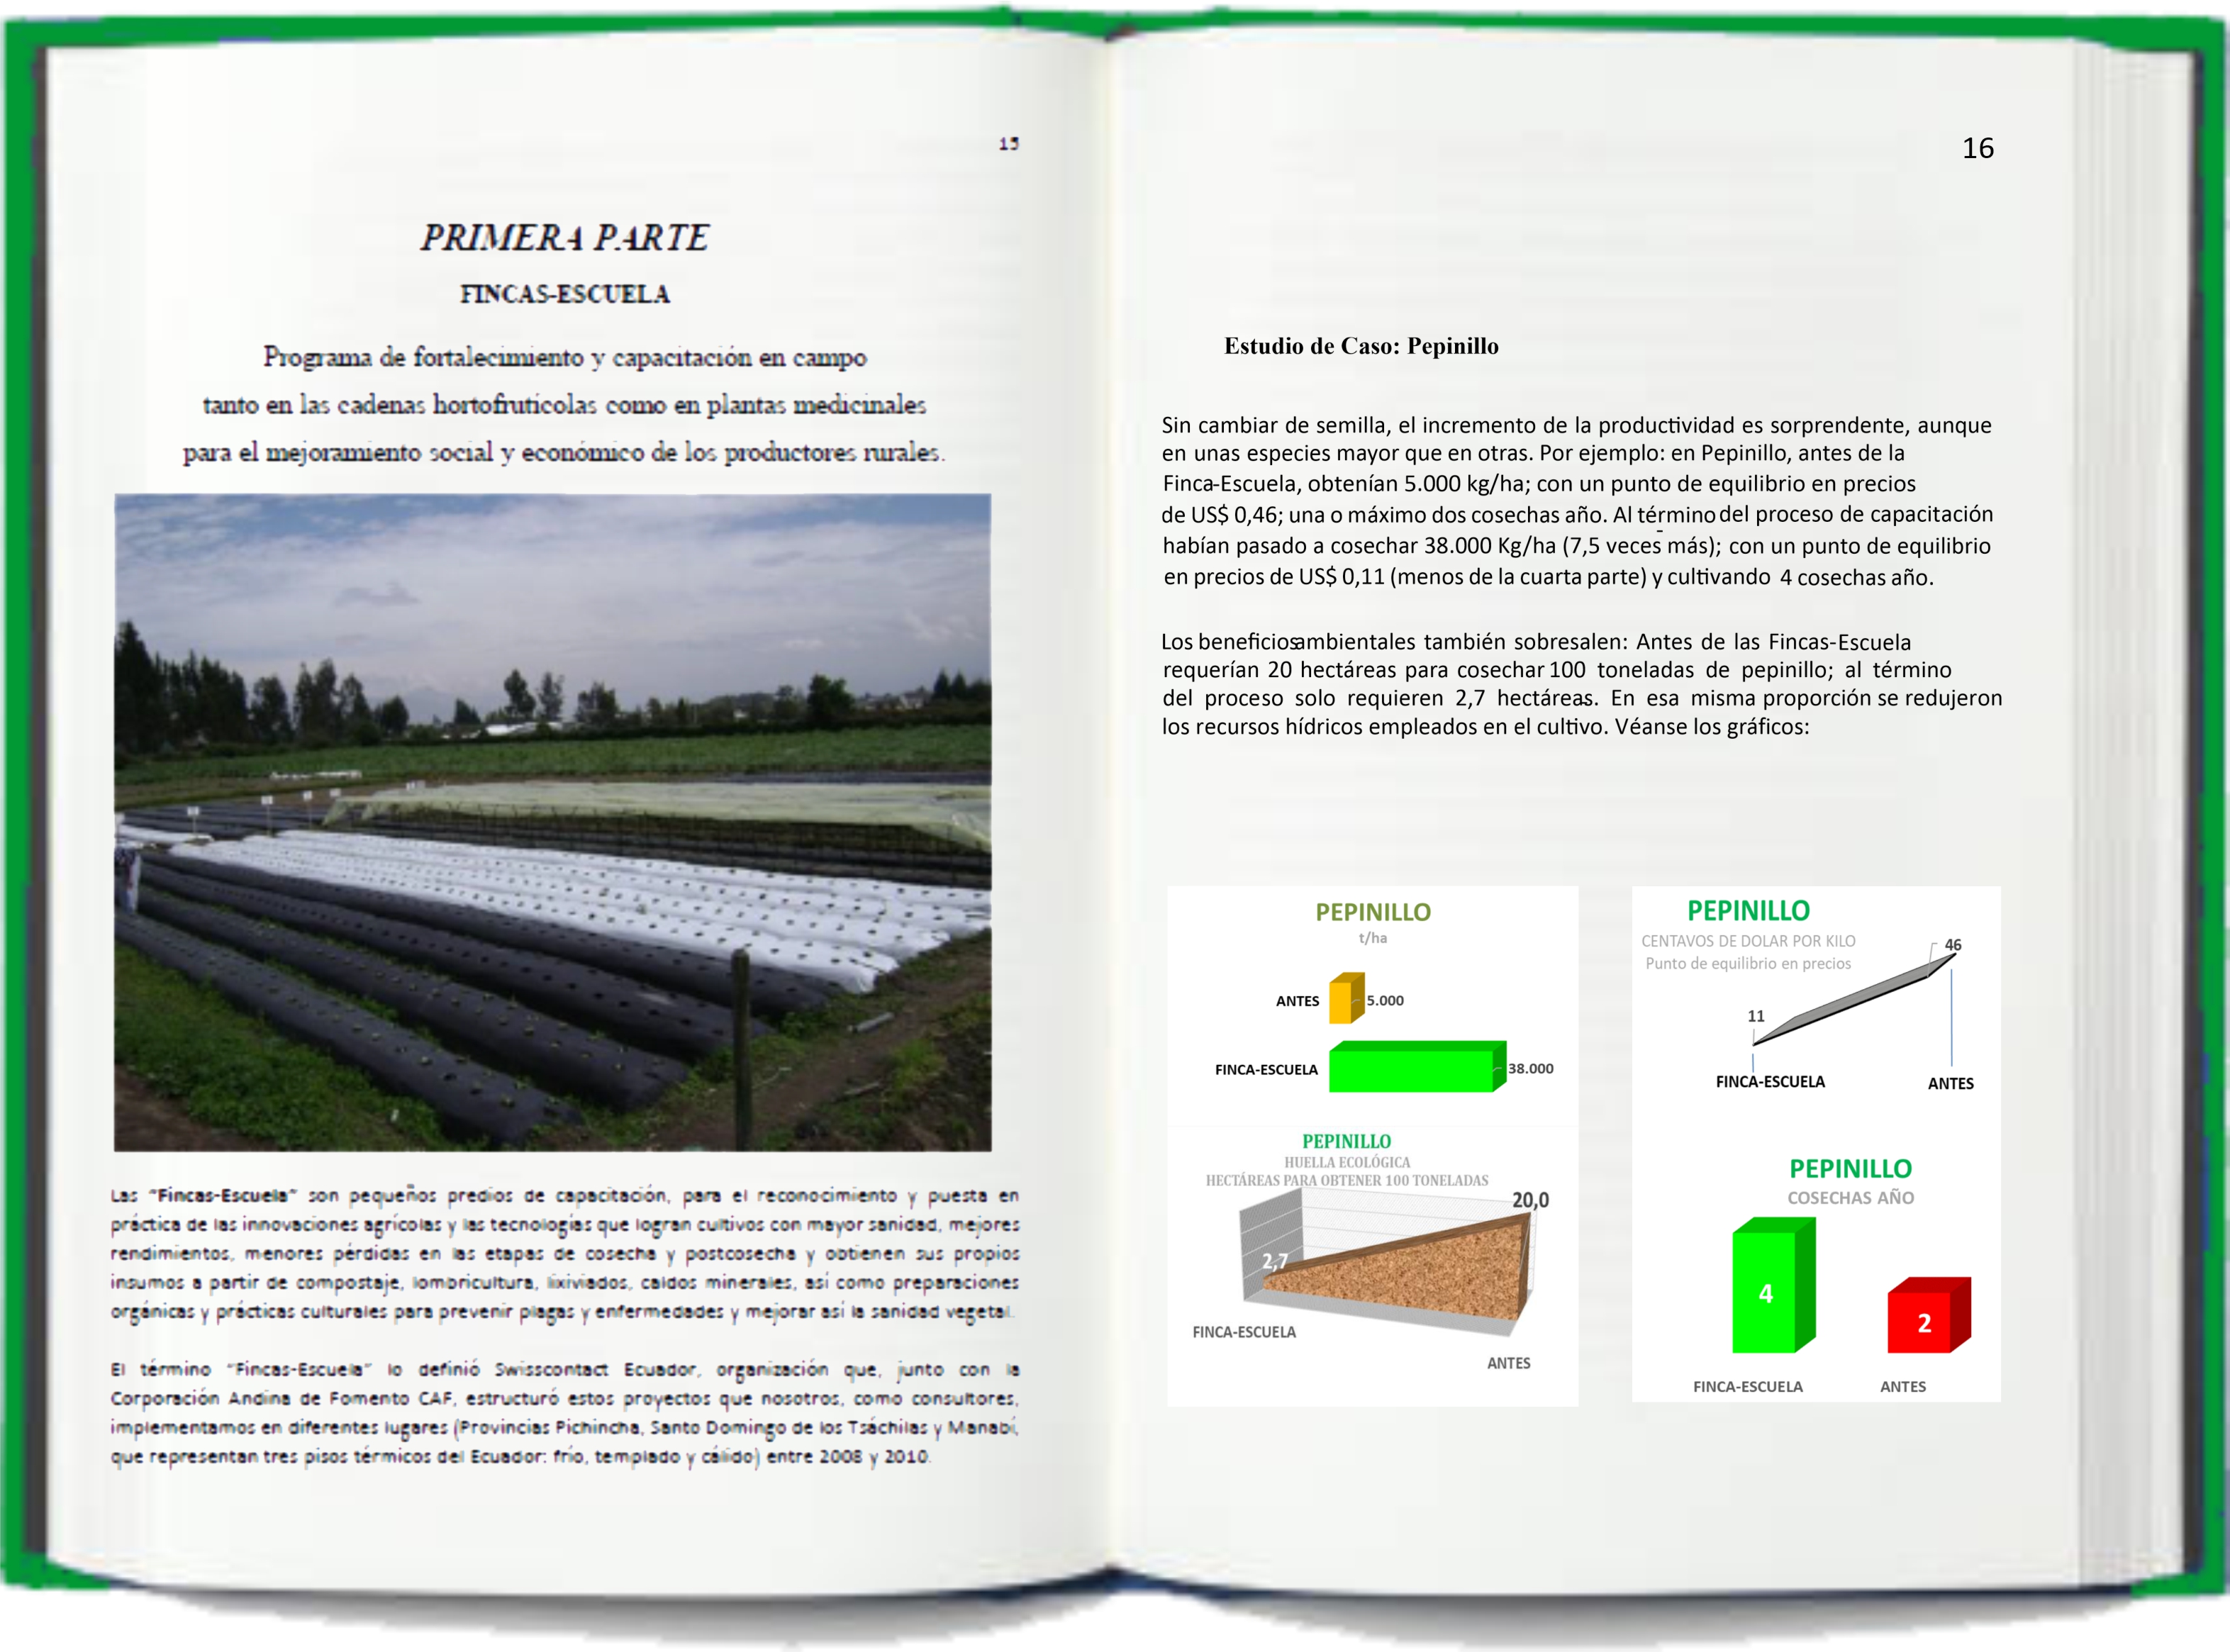 15
PRIMERA PARTE
FINCAS-ESCUELA
Programa de fortalecimiento y capacitación en campo
tanto en las cadenas hortofrutícolas como en plantas medicinales
para el mejoramiento social y económico de los productores rurales.
Las "Fincas-Escuela" son pequeños predios de capacitación, para el reconocimiento y puesta en
práctica de las innovaciones agrícolas y las tecnologías que logran cultivos con mayor sanidad, mejores
rendimientos, menores pérdidas en las etapas de cosecha y postcosecha y obtienen sus propios
insumos a partir de compostaje, lombricultura, lixiviados, caldos minerales, así como preparaciones
orgánicas y prácticas culturales para prevenir plagas y enfermedades y mejorar así la sanidad vegetal.
El término "Fincas-Escuela" lo definió Swisscontact Ecuador, organización que, junto con la
Corporación Andina de Fomento CAF, estructuró estos proyectos que nosotros, como consultores,
implementamos en diferentes lugares (Provincias Pichincha, Santo Domingo de los Tsáchilas y Manabí,
que representan tres pisos térmicos del Ecuador: frío, templado y cálido) entre 2008 y 2010.
16
Estudio de Caso: Pepinillo
Sin cambiar de semilla, el incremento de la productividad es sorprendente, aunque
en unas especies mayor que en otras. Por ejemplo: en Pepinillo, antes de la
Finca-Escuela, obtenían 5.000 kg/ha; con un punto de equilibrio en precios
de US$ 0,46; una o máximo dos cosechas año. Al término del proceso de capacitación
habían pasado a cosechar 38.000 Kg/ha (7,5 veces más); con un punto de equilibrio
en precios de US$ 0,11 (menos de la cuarta parte) y cultivando 4 cosechas año.
Los beneficios ambientales también sobresalen: Antes de las Fincas-Escuela
requerían 20 hectáreas para cosechar 100 toneladas de pepinillo; al término
del proceso solo requieren 2,7 hectáreas. En esa misma proporción se redujeron
los recursos hídricos empleados en el cultivo. Véanse los gráficos:
PEPINILLO
t/ha
ANTES 5.000
FINCA-ESCUELA 38.000
PEPINILLO
HUELLA ECOLÓGICA
HECTÁREAS PARA OBTENER 100 TONELADAS
20,0
2,7
FINCA-ESCUELA
ANTES
PEPINILLO
CENTAVOS DE DOLAR POR KILO
Punto de equilibrio en precios
46
11
FINCA-ESCUELA ANTES
PEPINILLO
COSECHAS AÑO
4
2
FINCA-ESCUELA ANTES